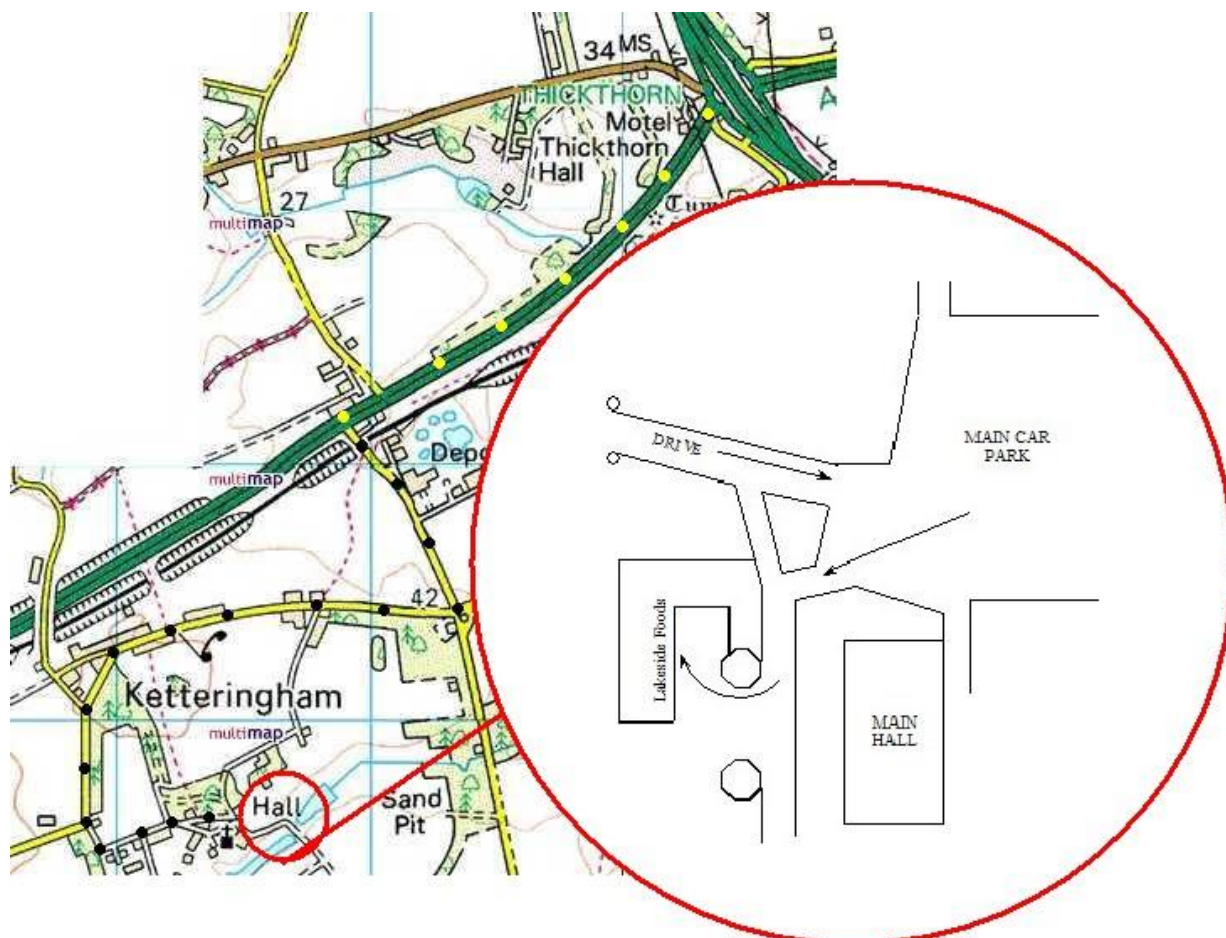 34 MS
THICKTHORN
Motel
Thickthorn
Hall
A
27
multimap
DRIVE
MAIN CAR
PARK
multimap
42
Lakeside Foods
Ketteringham
multimap
MAIN
HALL
Hall
Sand
Pit